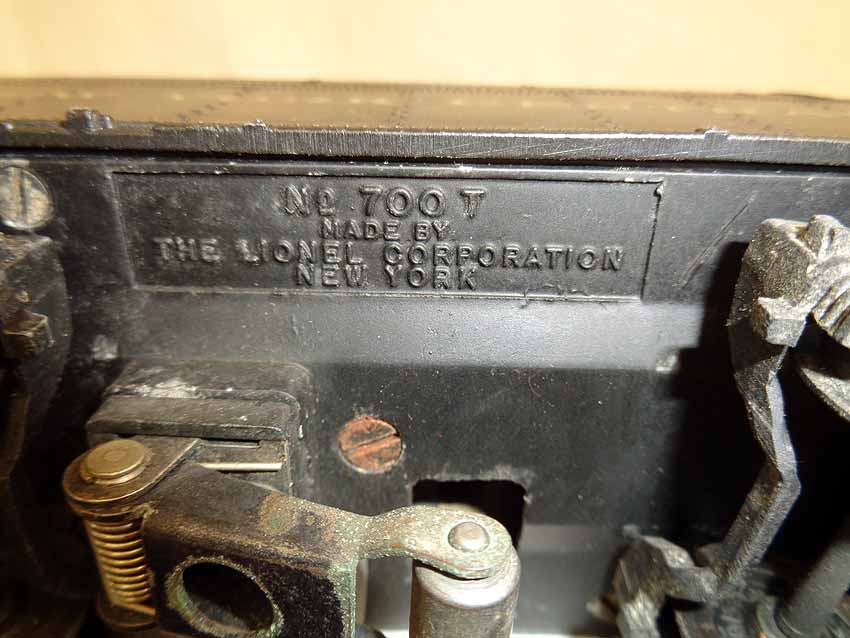 No 700 T
MADE BY
THE LIONEL CORPORATION
NEW YORK